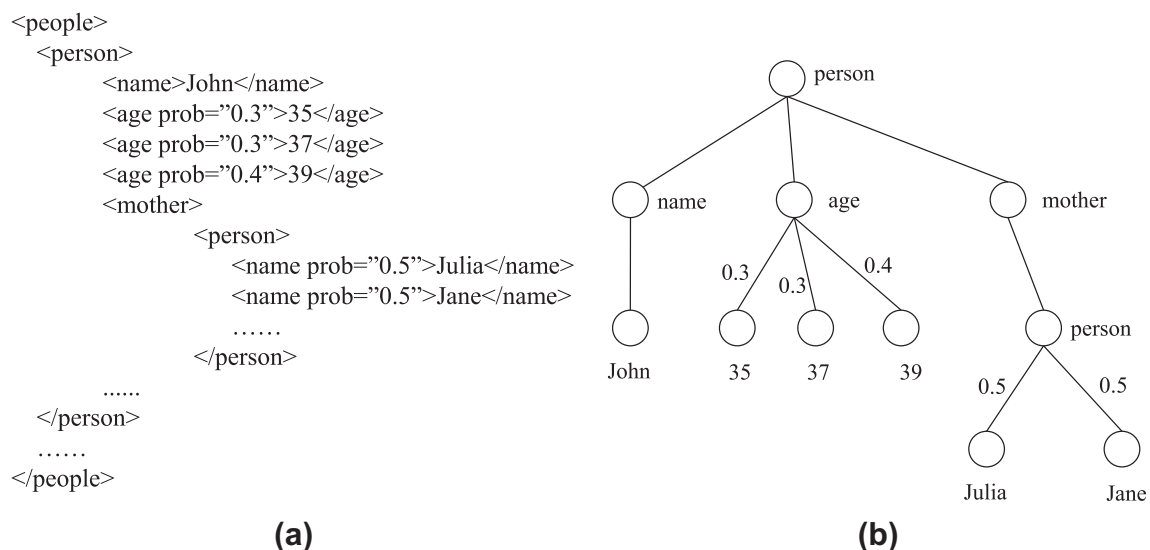 <people>
<person>
<name>John</name>
<age prob=”0.3”>35</age>
<age prob=”0.3”>37</age>
<age prob=”0.4”>39</age>
<mother>
<person>
<name prob=”0.5”>Julia</name>
<name prob=”0.5”>Jane</name>
……
</person>
......
</person>
……
</people>
(a)
person
name age mother
0.3 0.3 0.4
person
John 35 37 39
0.5 0.5
Julia Jane
(b)